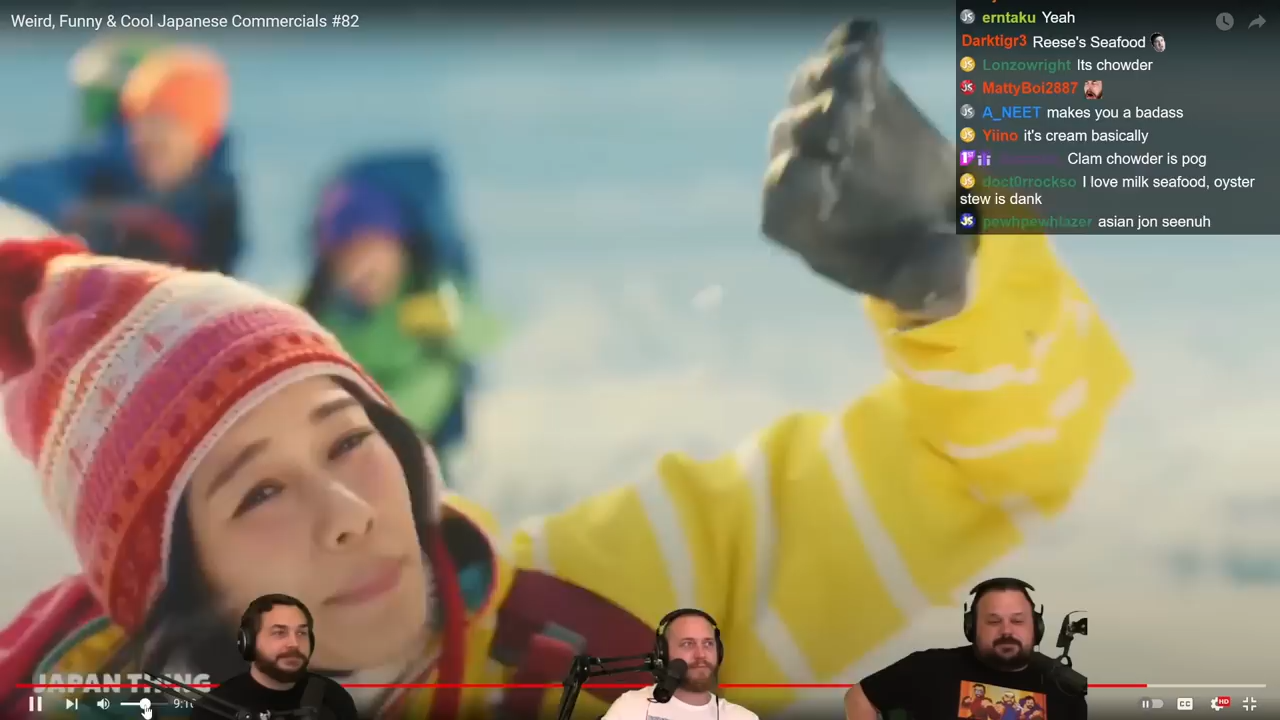 Weird, Funny & Cool Japanese Commercials #82
erntaku Yeah
Darktigr3 Reese's Seafood
Lonzowright Its chowder
MattyBoi2887
A_NEET makes you a badass
Yiino it's cream basically
Clam chowder is pog
doct0rrockso I love milk seafood, oyster
stew is dank
pewhpewhlazer asian jon seenuh
JAPAN THING
CC
HD